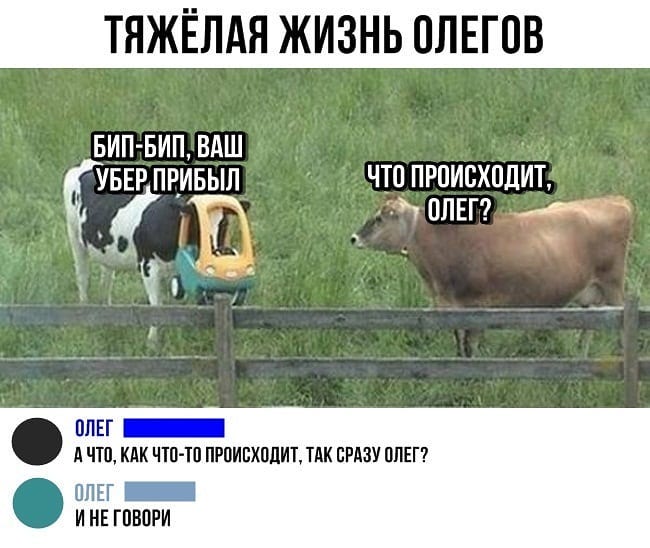 ТЯЖЁЛАЯ ЖИЗНЬ ОЛЕГОВ
БИП-БИП, ВАШ
УБЕР ПРИБЫЛ
ЧТО ПРОИСХОДИТ,
ОЛЕГ?
ОЛЕГ
А ЧТО, КАК ЧТО-ТО ПРОИСХОДИТ, ТАК СРАЗУ ОЛЕГ?
ОЛЕГ
И НЕ ГОВОРИ